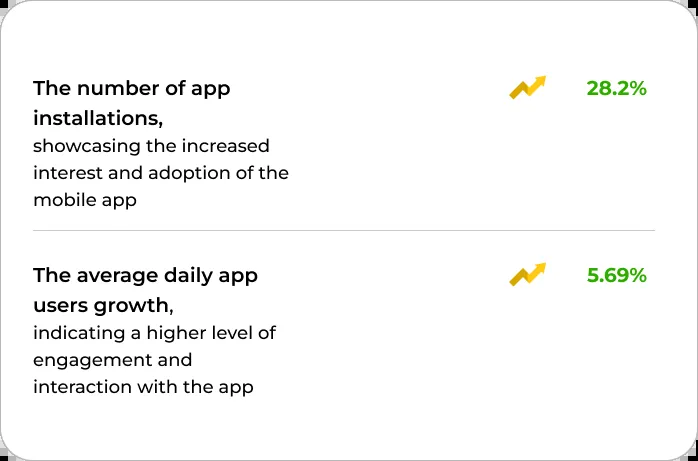 The number of app
installations,
showcasing the increased
interest and adoption of the
mobile app
28.2%
The average daily app
users growth,
indicating a higher level of
engagement and
interaction with the app
5.69%